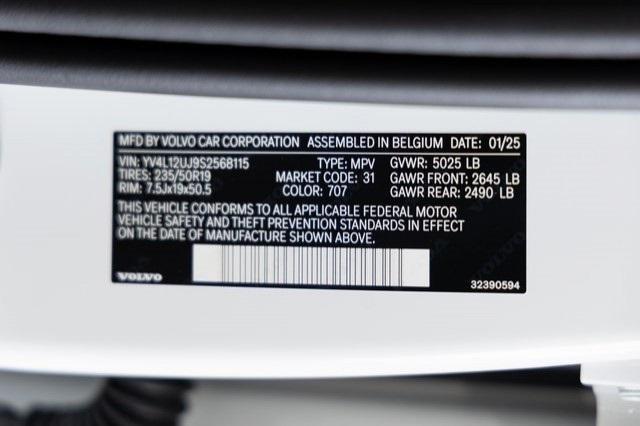 MFD BY VOLVO CAR CORPORATION ASSEMBLED IN BELGIUM DATE: 01/25
VIN: YV4L12UJ9S2568115 TYPE: MPV GVWR: 5025 LB
TIRES: 235/50R19 MARKET CODE: 31 GAWR FRONT: 2645 LB
RIM: 7.5Jx19x50.5 COLOR: 707 GAWR REAR: 2490 LB
THIS VEHICLE CONFORMS TO ALL APPLICABLE FEDERAL MOTOR
VEHICLE SAFETY AND THEFT PREVENTION STANDARDS IN EFFECT
ON THE DATE OF MANUFACTURE SHOWN ABOVE.
VOLVO 32390594